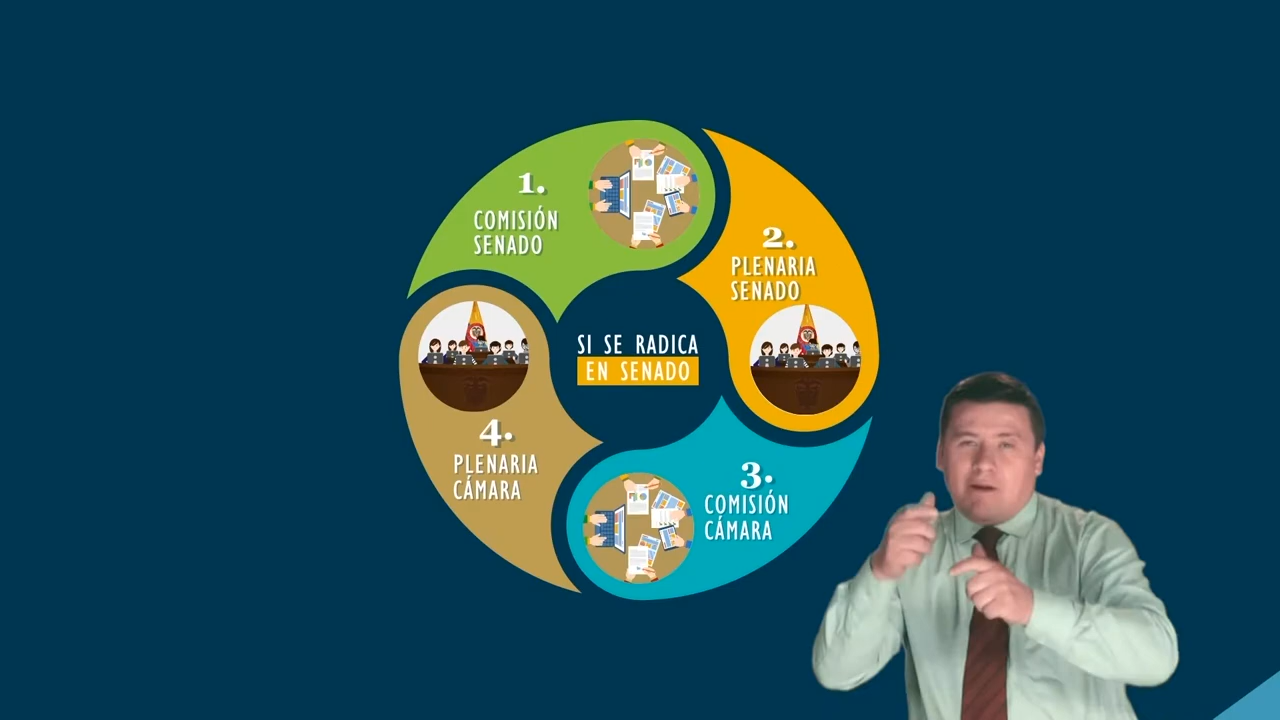 1.
COMISIÓN
SENADO
2.
PLENARIA
SENADO
SI SE RADICA
EN SENADO
3.
COMISIÓN
CÁMARA
4.
PLENARIA
CÁMARA